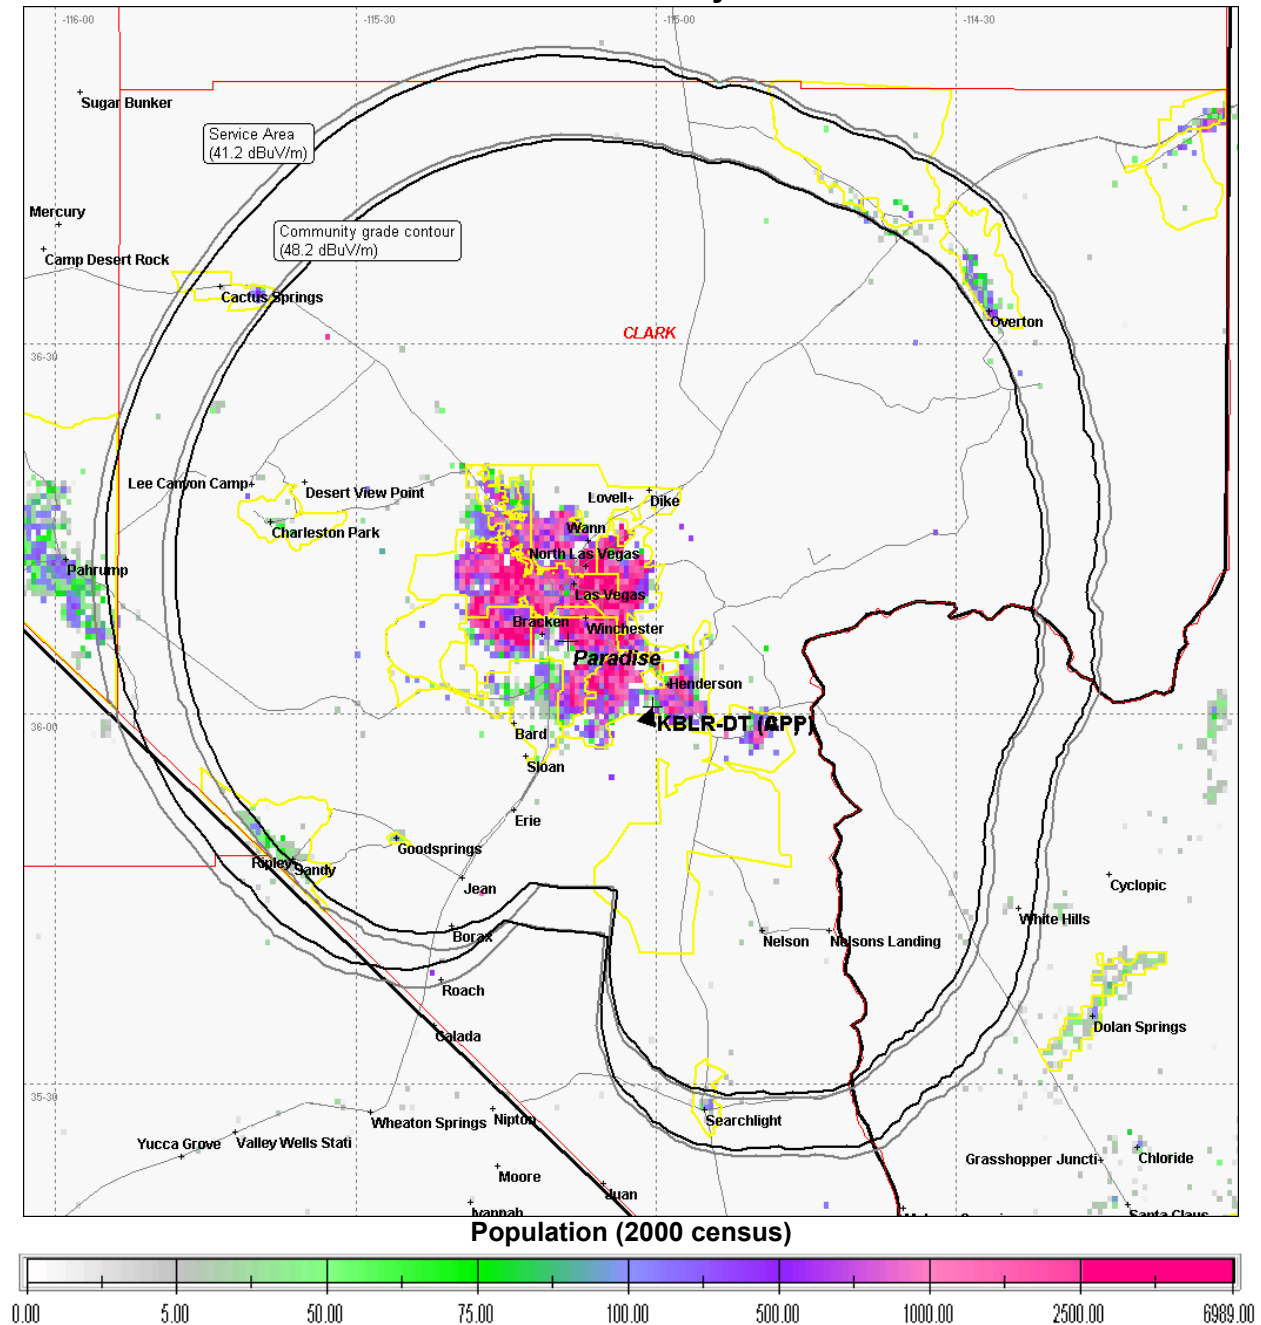 -116-00
-115-30
-115-00
-114-30
Sugar Bunker
Service Area
(41.2 dBuV/m)
Mercury
Community grade contour
(48.2 dBuV/m)
Camp Desert Rock
Cactus Springs
Overton
CLARK
36-30
Lee Canyon Camp
Desert View Point
Lovell
Dike
Charleston Park
Wann
North Las Vegas
Pahrump
Las Vegas
Bracken
Winchester
Paradise
Henderson
36-00
KBLR-DT (APP)
Bard
Sloan
Erie
Goodsprings
Ripley
Sandy
Jean
Cyclopic
White Hills
Borax
Nelson
Nelsons Landing
Roach
Dolan Springs
Calada
35-30
Searchlight
Wheaton Springs
Nipton
Yucca Grove
Valley Wells Stati
Grasshopper Juncti
Chloride
Moore
Juan
Ivannah
Santa Claus
Population (2000 census)
0.00
5.00
50.00
75.00
100.00
500.00
1000.00
2500.00
6989.00